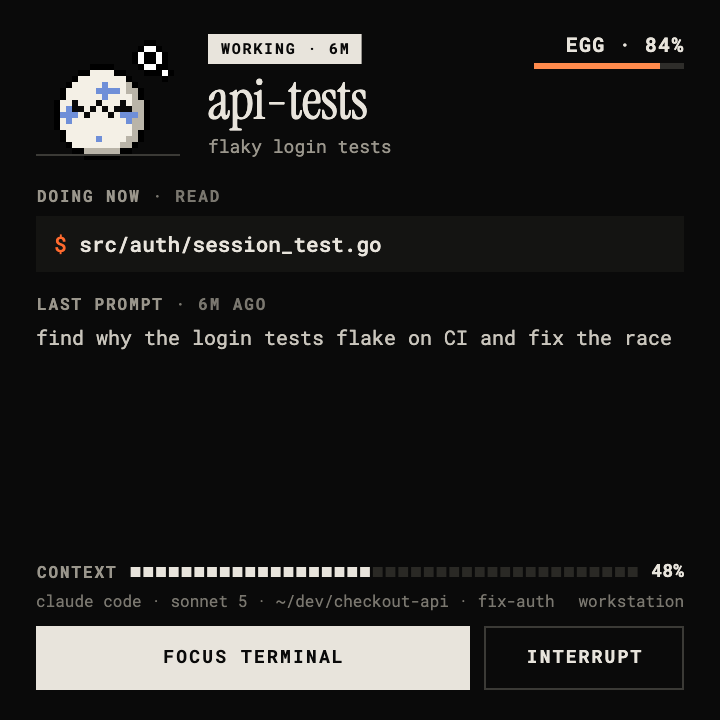 WORKING · 6M
EGG · 84%
api-tests
flaky login tests
DOING NOW · READ
$ src/auth/session_test.go
LAST PROMPT · 6M AGO
find why the login tests flake on CI and fix the race
CONTEXT 48%
claude code · sonnet 5 · ~/dev/checkout-api · fix-auth workstation
FOCUS TERMINAL INTERRUPT